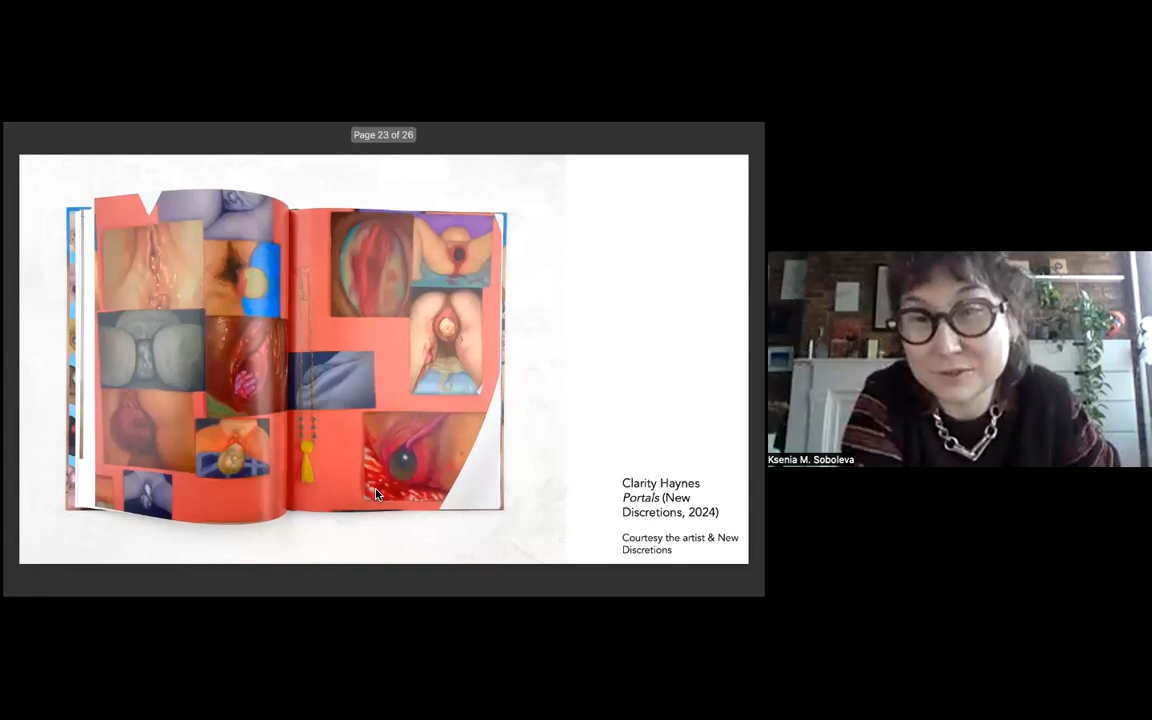 Page 23 of 26
Clarity Haynes
Portals (New
Discretions, 2024)
Courtesy the artist & New
Discretions
Ksenia M. Soboleva